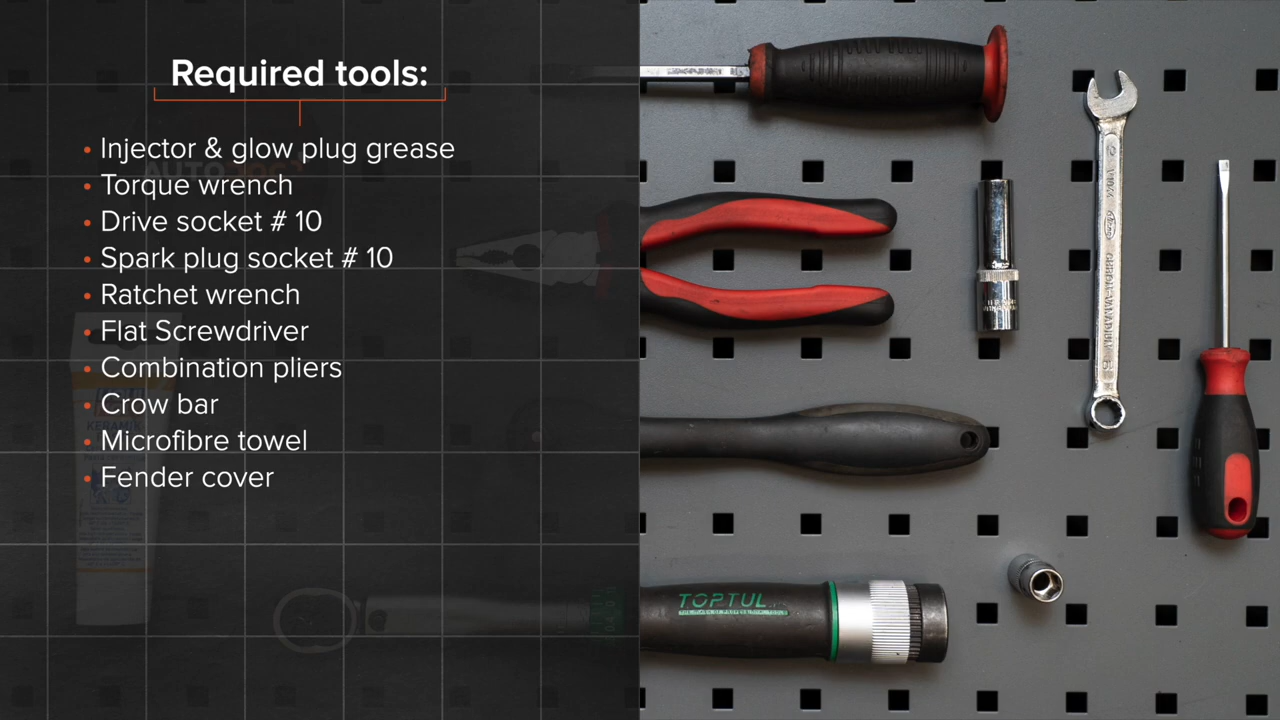 Required tools:
• Injector & glow plug grease
• Torque wrench
• Drive socket # 10
• Spark plug socket # 10
• Ratchet wrench
• Flat Screwdriver
• Combination pliers
• Crow bar
• Microfibre towel
• Fender cover
TOPTUL